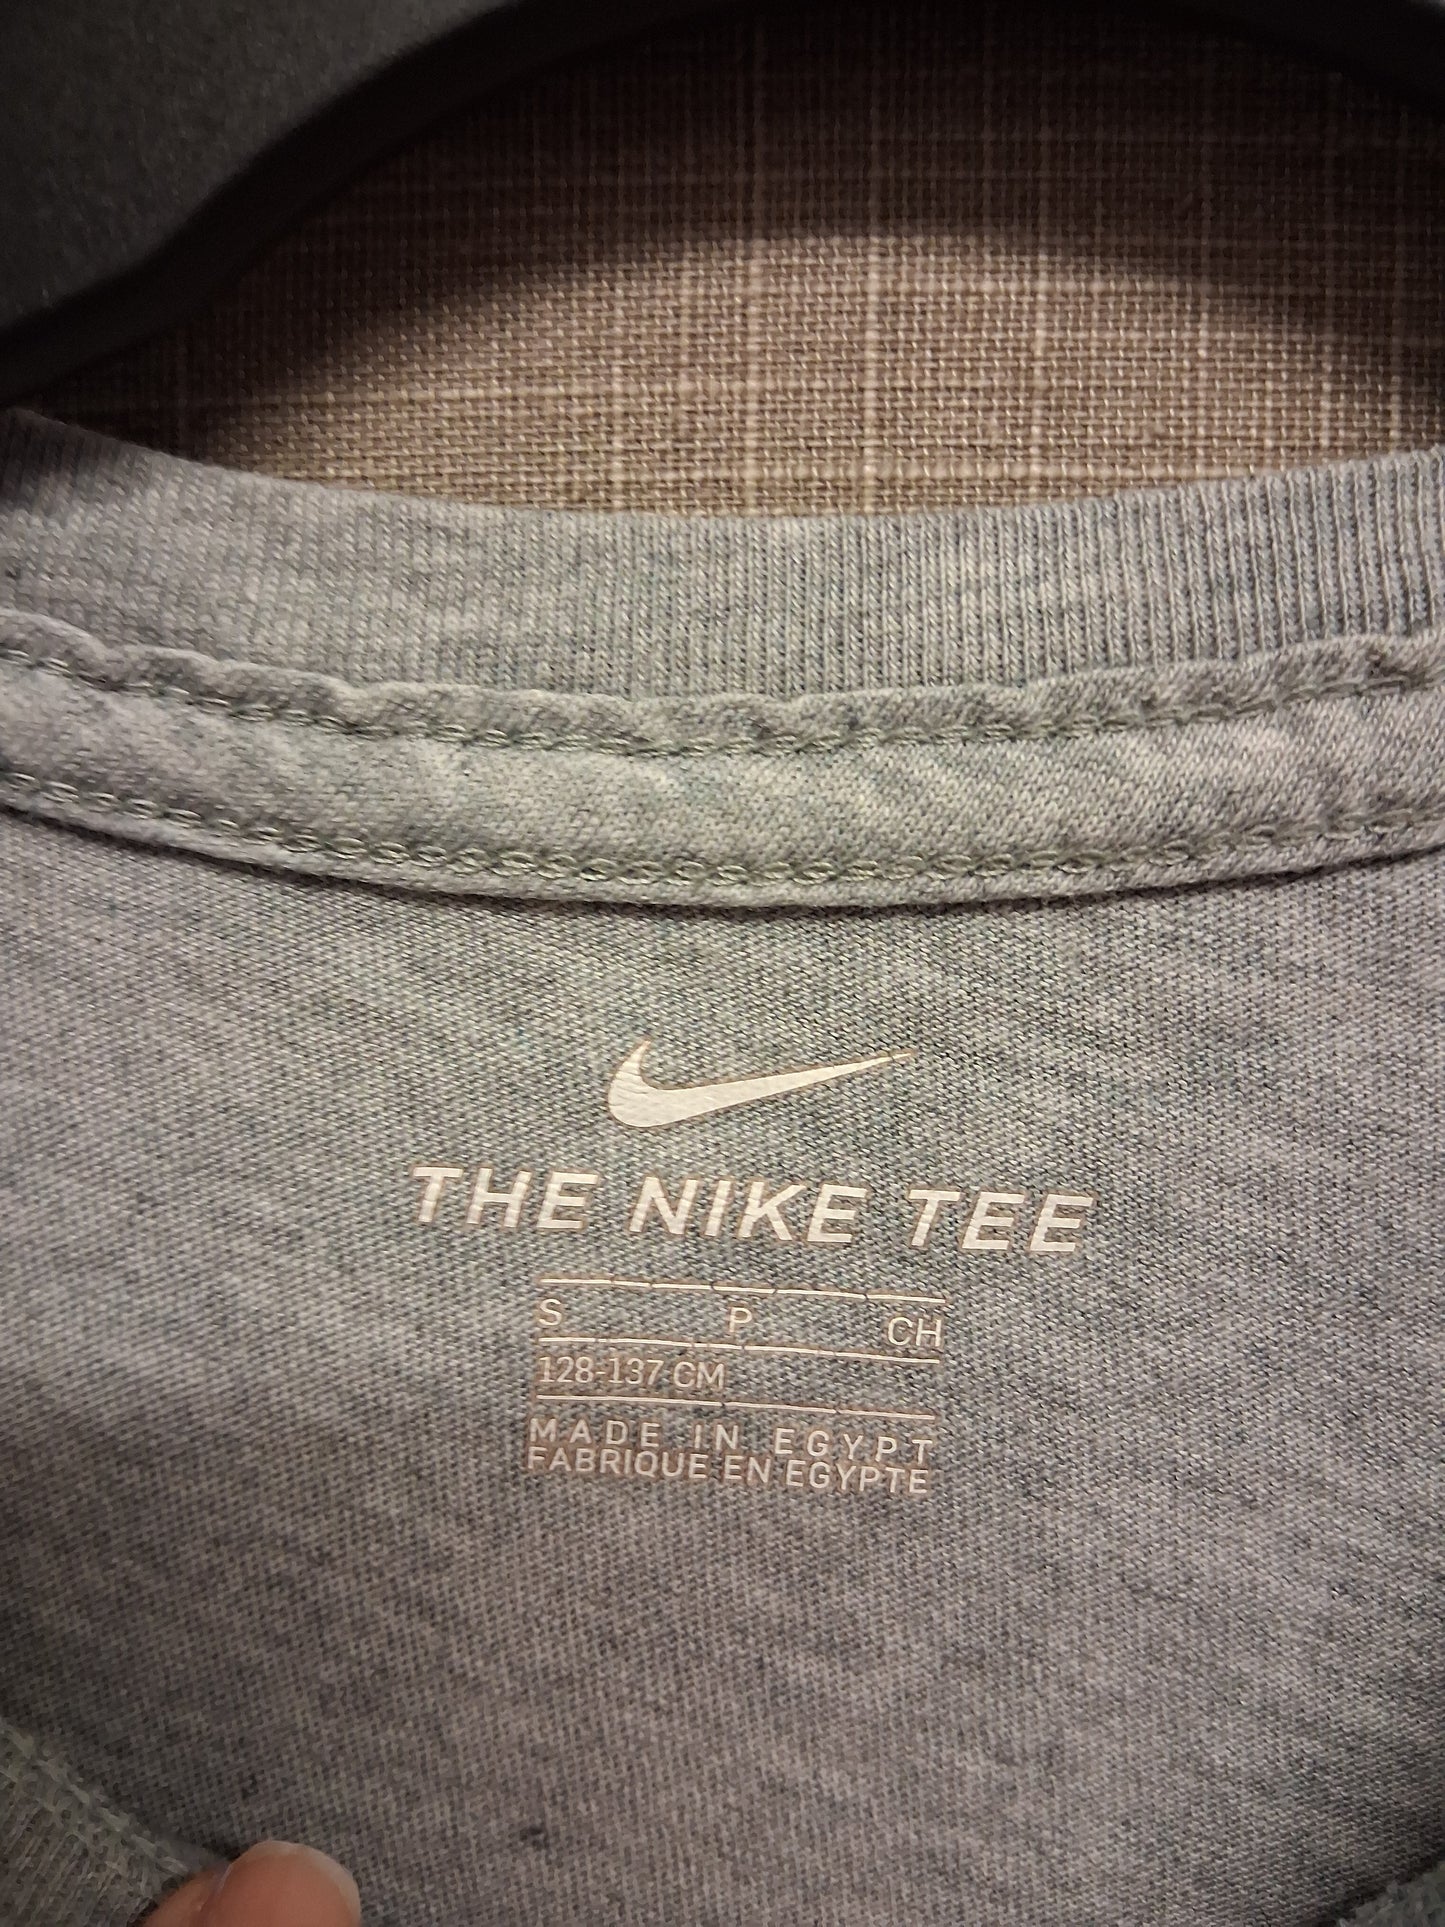 THE NIKE TEE
S P CH
128-137 CM
MADE IN EGYPT
FABRIQUE EN EGYPTE